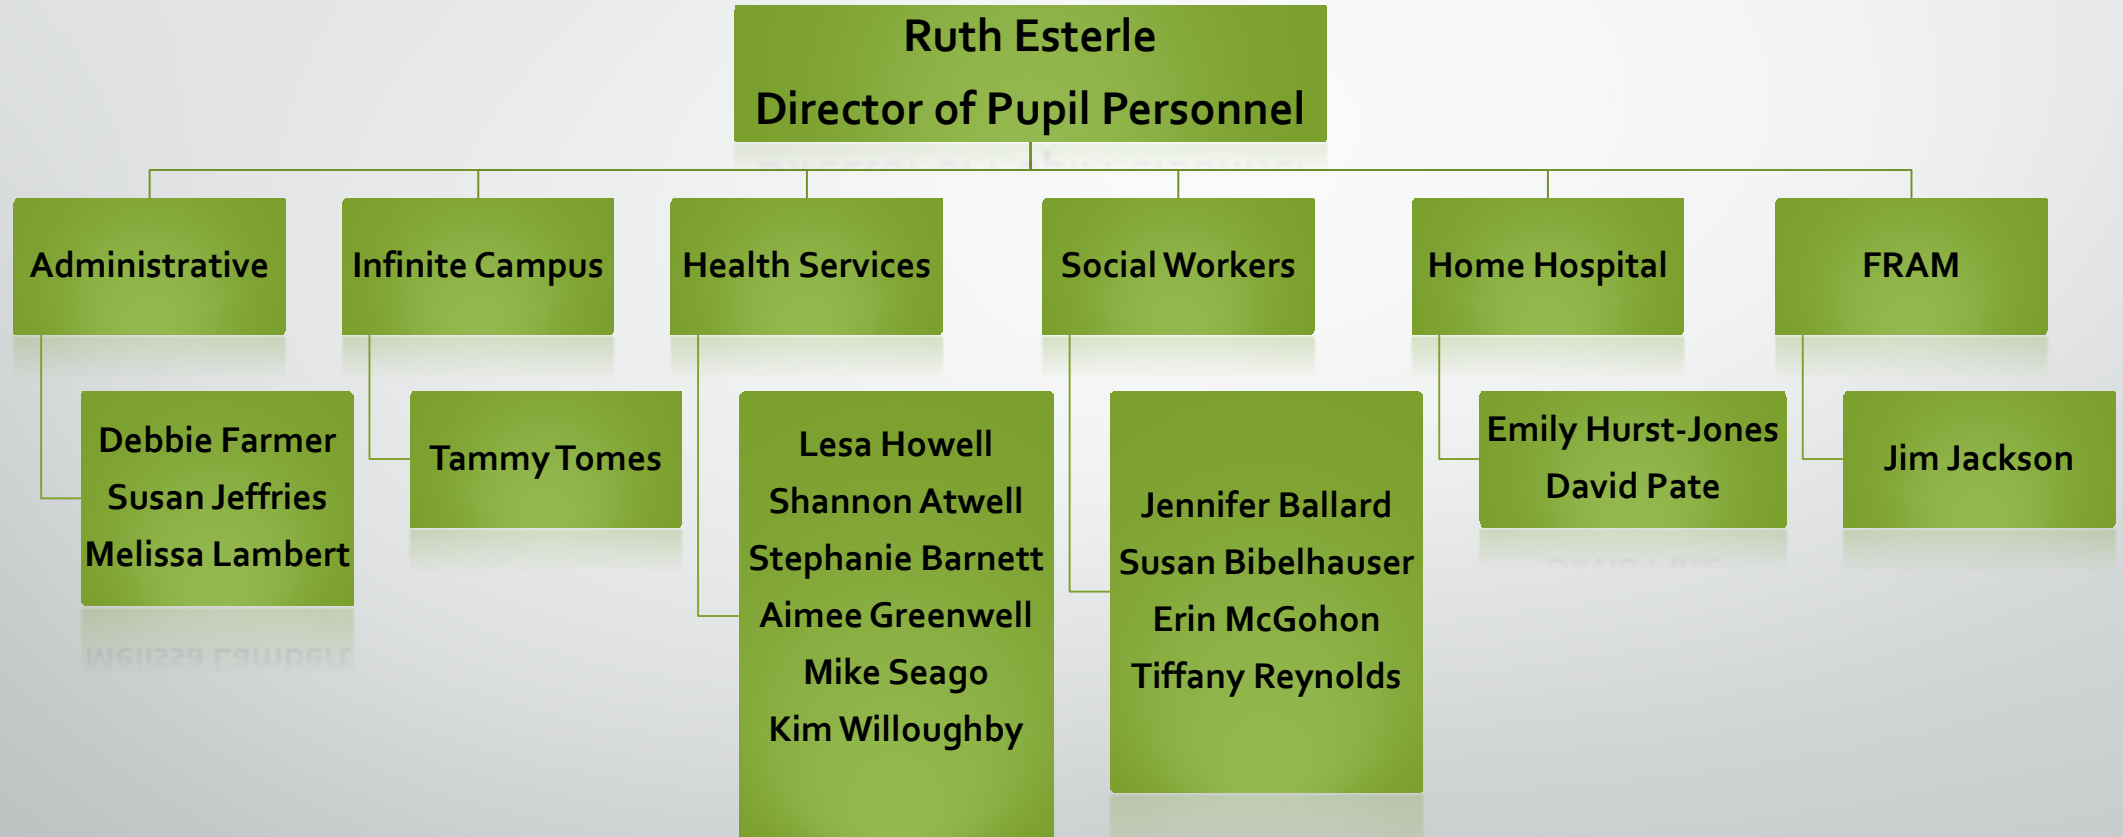 Ruth Esterle
Director of Pupil Personnel
Administrative
Infinite Campus
Health Services
Social Workers
Home Hospital
FRAM
Debbie Farmer
Susan Jeffries
Melissa Lambert
Tammy Tomes
Lesa Howell
Shannon Atwell
Stephanie Barnett
Aimee Greenwell
Mike Seago
Kim Willoughby
Jennifer Ballard
Susan Bibelhauser
Erin McGohon
Tiffany Reynolds
Emily Hurst-Jones
David Pate
Jim Jackson